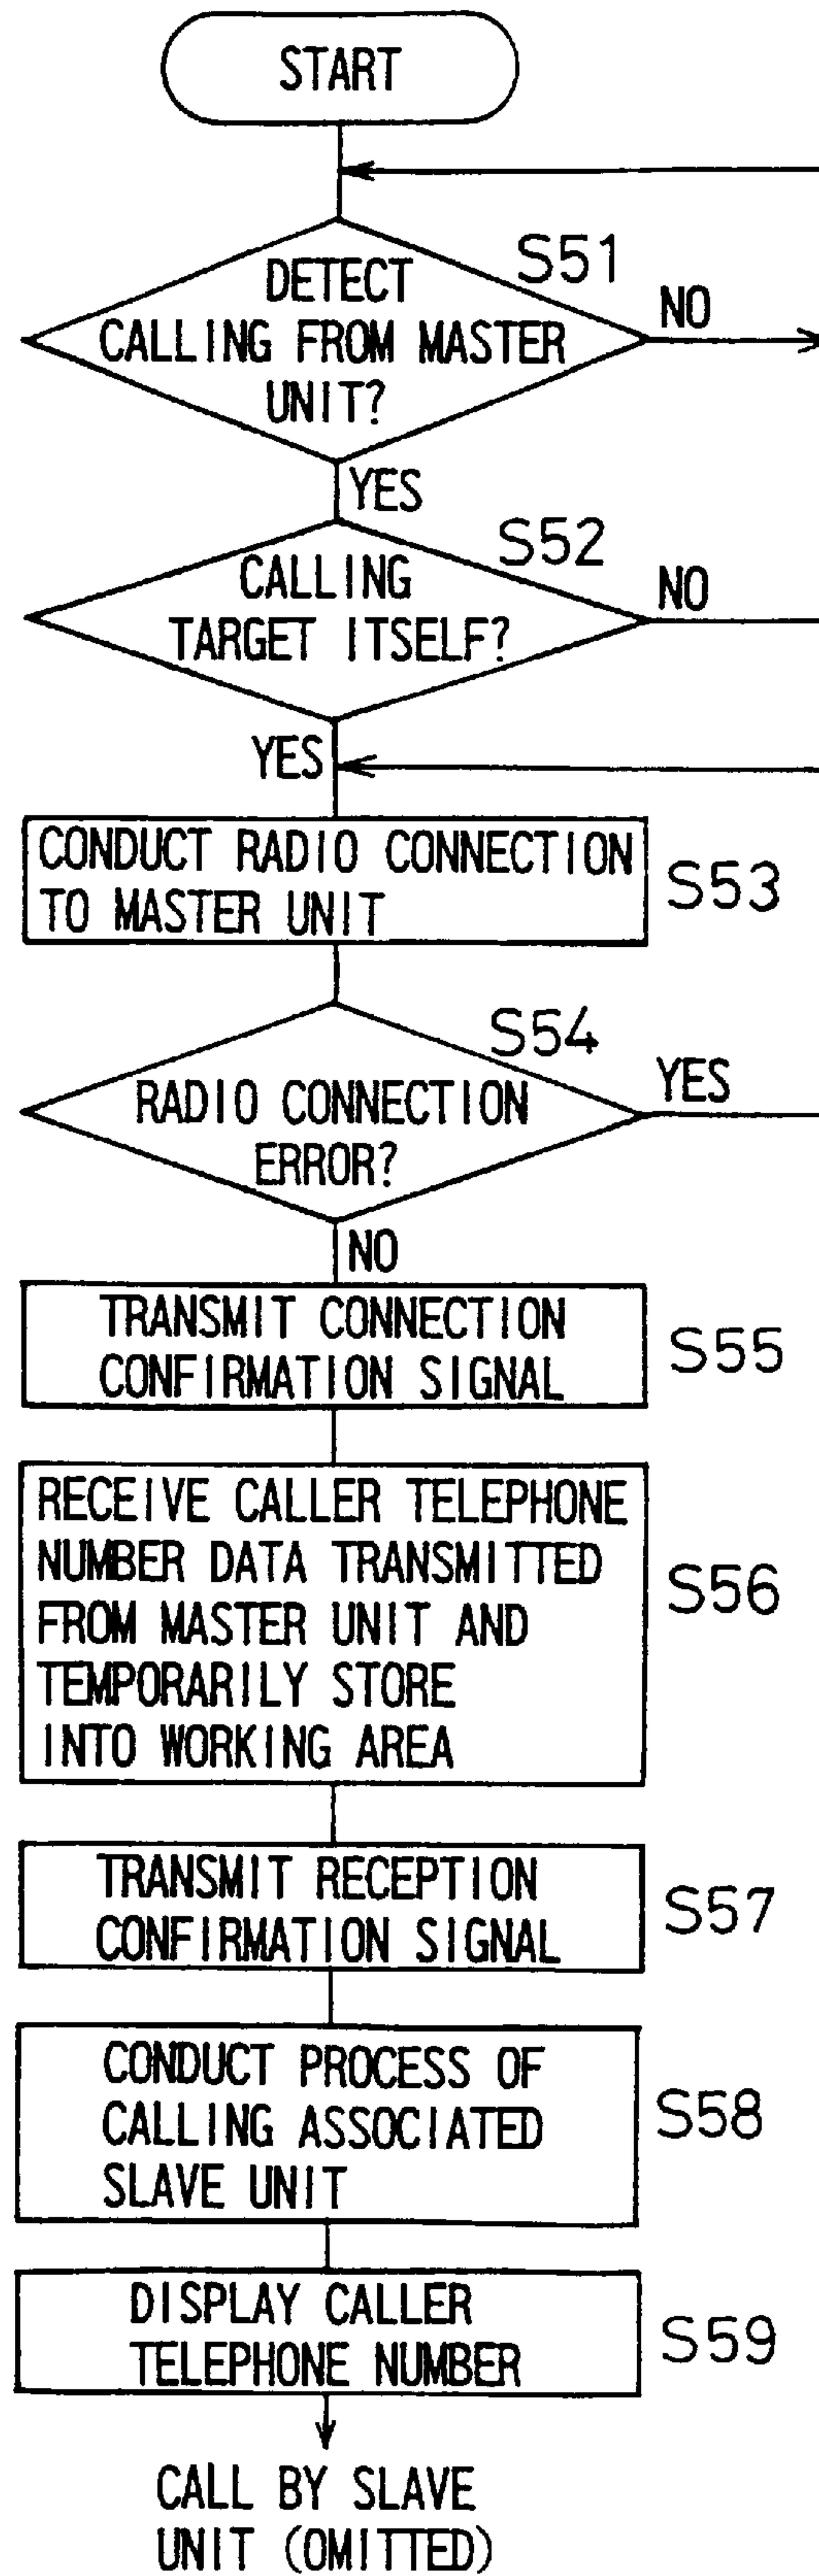 START
S51
DETECT
CALLING FROM MASTER
UNIT?
NO
YES
S52
CALLING
TARGET ITSELF?
NO
YES
CONDUCT RADIO CONNECTION
TO MASTER UNIT
S53
S54
RADIO CONNECTION
ERROR?
YES
NO
TRANSMIT CONNECTION
CONFIRMATION SIGNAL
S55
RECEIVE CALLER TELEPHONE
NUMBER DATA TRANSMITTED
FROM MASTER UNIT AND
TEMPORARILY STORE
INTO WORKING AREA
S56
TRANSMIT RECEPTION
CONFIRMATION SIGNAL
S57
CONDUCT PROCESS OF
CALLING ASSOCIATED
SLAVE UNIT
S58
DISPLAY CALLER
TELEPHONE NUMBER
S59
CALL BY SLAVE
UNIT (OMITTED)